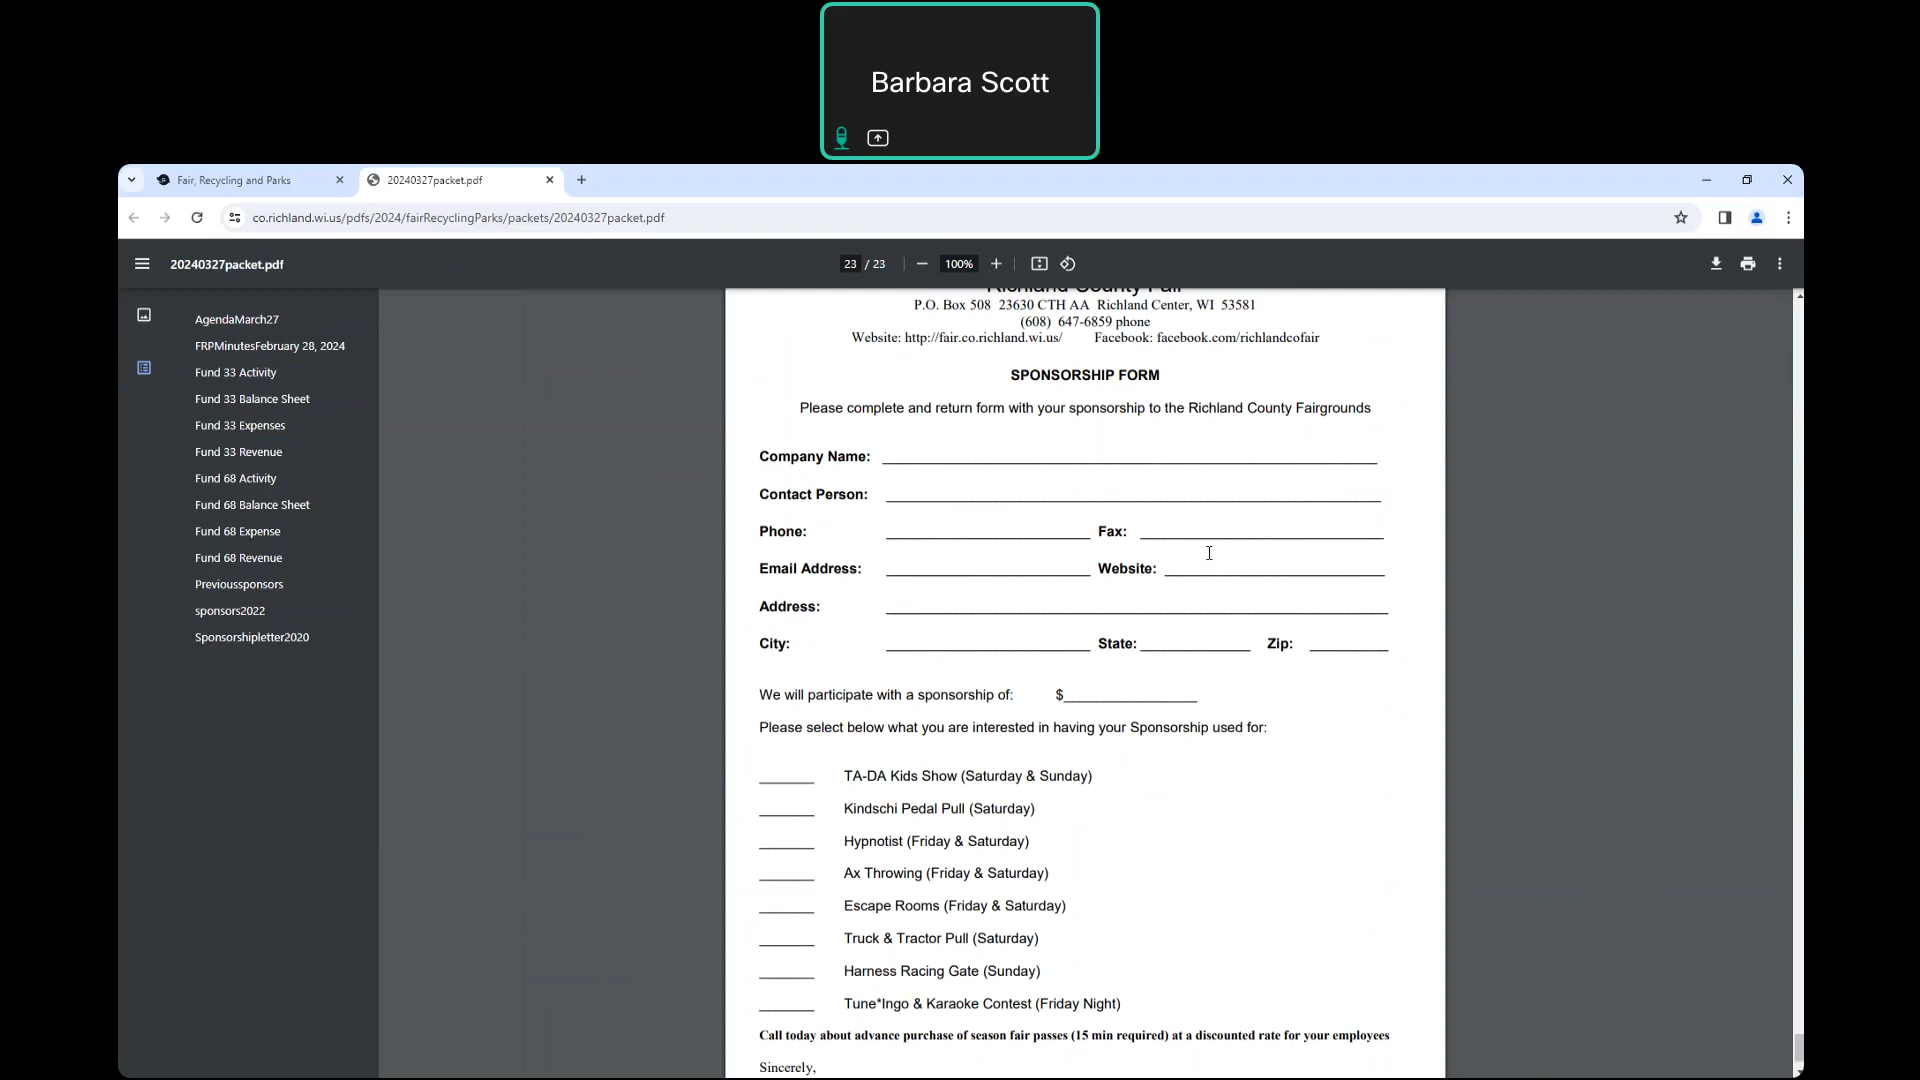 Barbara Scott
Fair, Recycling and Parks
20240327packet.pdf
co.richland.wi.us/pdfs/2024/fairRecyclingParks/packets/20240327packet.pdf
20240327packet.pdf
23 / 23
100%
AgendaMarch27
FRPMinutesFebruary 28, 2024
Fund 33 Activity
Fund 33 Balance Sheet
Fund 33 Expenses
Fund 33 Revenue
Fund 68 Activity
Fund 68 Balance Sheet
Fund 68 Expense
Fund 68 Revenue
Previoussponsors
sponsors2022
Sponsorshipletter2020
Richland County Fair
P.O. Box 508 23630 CTH AA Richland Center, WI 53581
(608) 647-6859 phone
Website: http://fair.co.richland.wi.us/ Facebook: facebook.com/richlandcofair
SPONSORSHIP FORM
Please complete and return form with your sponsorship to the Richland County Fairgrounds
Company Name:
Contact Person:
Phone: Fax:
Email Address: Website:
Address:
City: State: Zip:
We will participate with a sponsorship of: $
Please select below what you are interested in having your Sponsorship used for:
TA-DA Kids Show (Saturday & Sunday)
Kindschi Pedal Pull (Saturday)
Hypnotist (Friday & Saturday)
Ax Throwing (Friday & Saturday)
Escape Rooms (Friday & Saturday)
Truck & Tractor Pull (Saturday)
Harness Racing Gate (Sunday)
Tune*Ingo & Karaoke Contest (Friday Night)
Call today about advance purchase of season fair passes (15 min required) at a discounted rate for your employees
Sincerely,